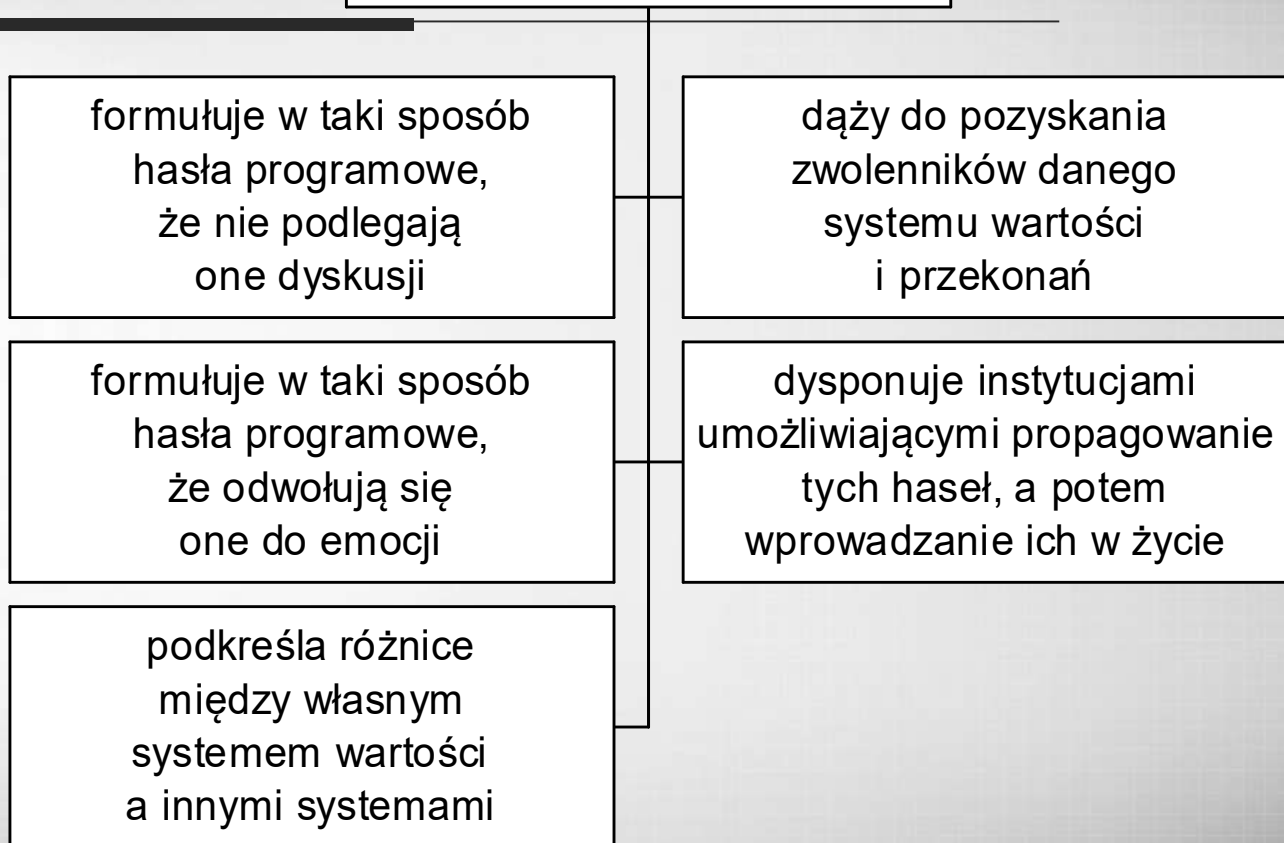 formułuje w taki sposób
hasła programowe,
że nie podlegają
one dyskusji
dąży do pozyskania
zwolenników danego
systemu wartości
i przekonań
formułuje w taki sposób
hasła programowe,
że odwołują się
one do emocji
dysponuje instytucjami
umożliwiającymi propagowanie
tych haseł, a potem
wprowadzanie ich w życie
podkreśla różnice
między własnym
systemem wartości
a innymi systemami